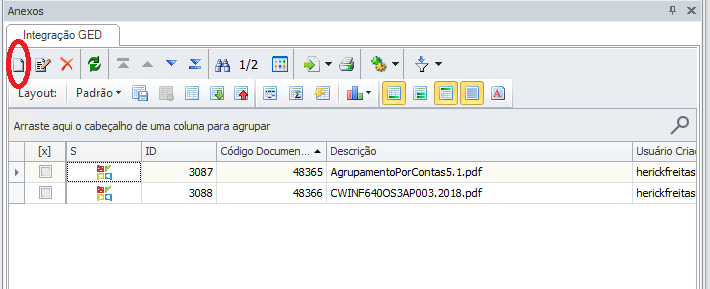 Anexos
Integração GED
1/2
Layout: Padrão
Arraste aqui o cabeçalho de uma coluna para agrupar
[x] S ID Código Documen... Descrição Usuário Criac
3087 48365 AgrupamentoPorContas5.1.pdf herickfreitas
3088 48366 CWINF640OS3AP003.2018.pdf herickfreitas